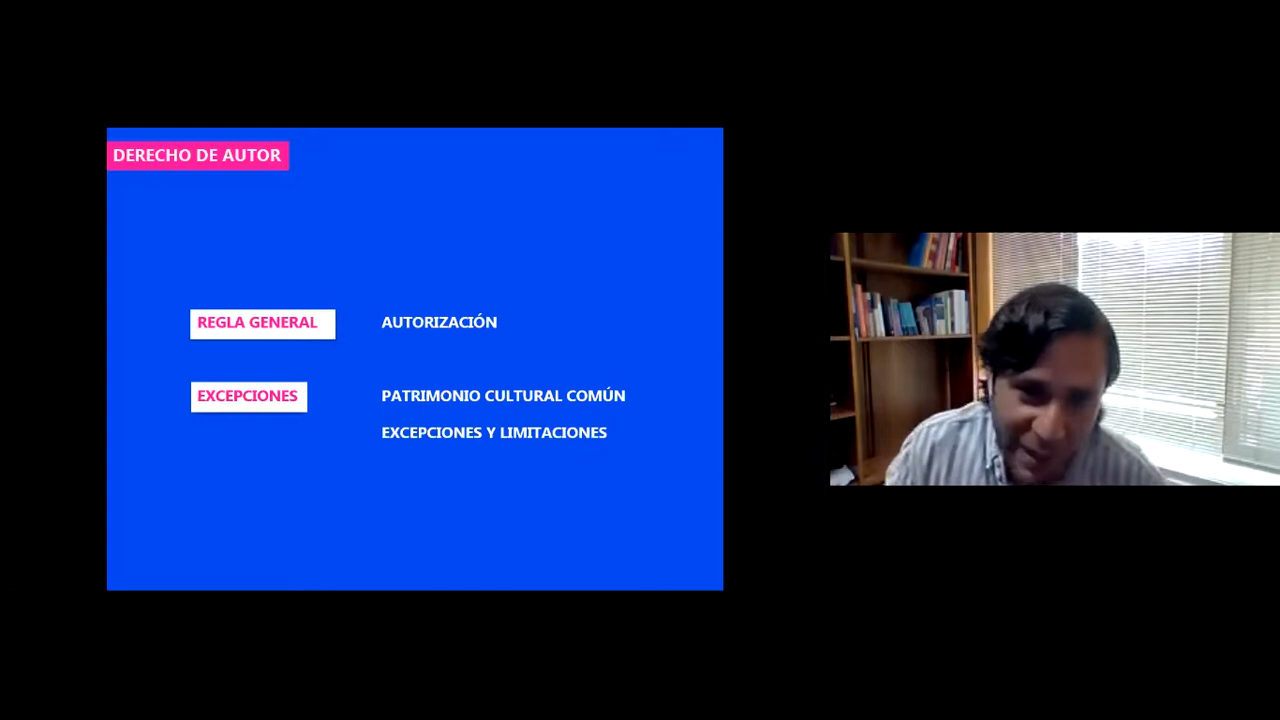 DERECHO DE AUTOR
REGLA GENERAL AUTORIZACIÓN
EXCEPCIONES PATRIMONIO CULTURAL COMÚN
EXCEPCIONES Y LIMITACIONES